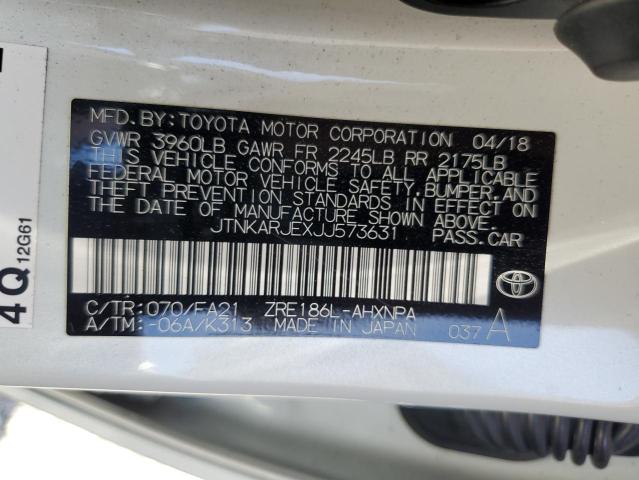 MFD.BY:TOYOTA MOTOR CORPORATION 04/18
GVWR 3960LB GAWR FR 2245LB RR 2175LB
THIS VEHICLE CONFORMS TO ALL APPLICABLE
FEDERAL MOTOR VEHICLE SAFETY,BUMPER,AND
THEFT PREVENTION STANDARDS IN EFFECT ON
THE DATE OF MANUFACTURE SHOWN ABOVE.
JTNKARJEXJJ573631 PASS.CAR
C/TR:070/FA21 ZRE186L-AHXNPA
A/TM:-06A/K313 MADE IN JAPAN 037 A
TOYOTA
4Q 12G61